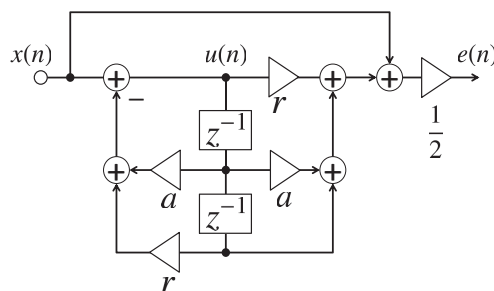 x(n) u(n) e(n)
+ − r + +
1/2
z⁻¹
+ a a +
z⁻¹
r